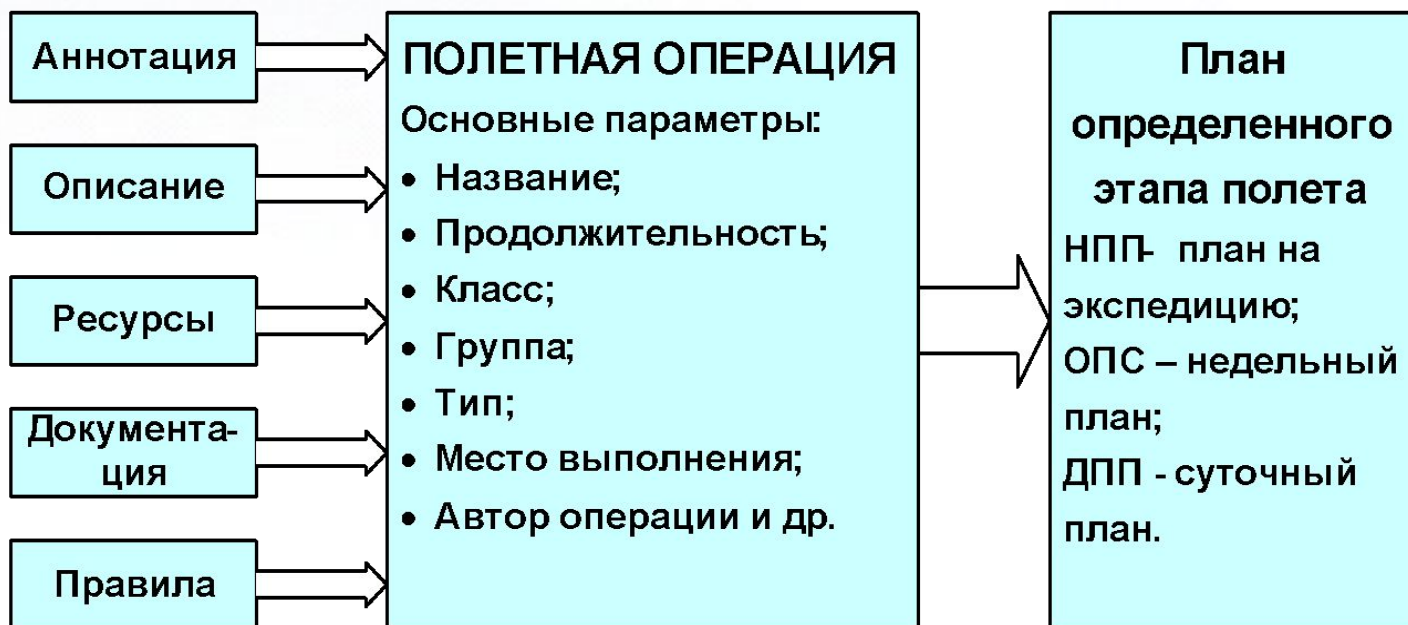 Аннотация
Описание
Ресурсы
Документа-
ция
Правила
ПОЛЕТНАЯ ОПЕРАЦИЯ
Основные параметры:
• Название;
• Продолжительность;
• Класс;
• Группа;
• Тип;
• Место выполнения;
• Автор операции и др.
План
определенного
этапа полета
НПП- план на
экспедицию;
ОПС – недельный
план;
ДПП - суточный
план.